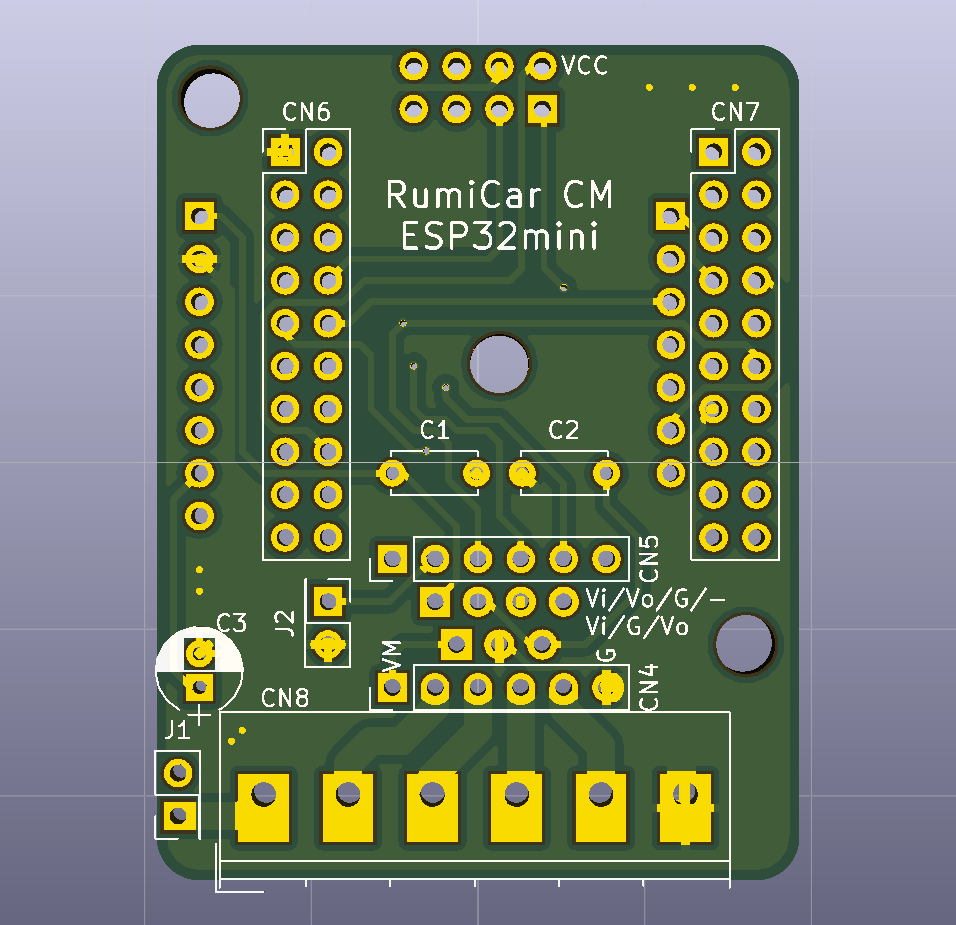 VCC
CN6
CN7
RumiCar CM
ESP32mini
C1
C2
CN5
Vi/Vo/G/-
Vi/G/Vo
J2
C3
VM
G
CN4
CN8
+
J1